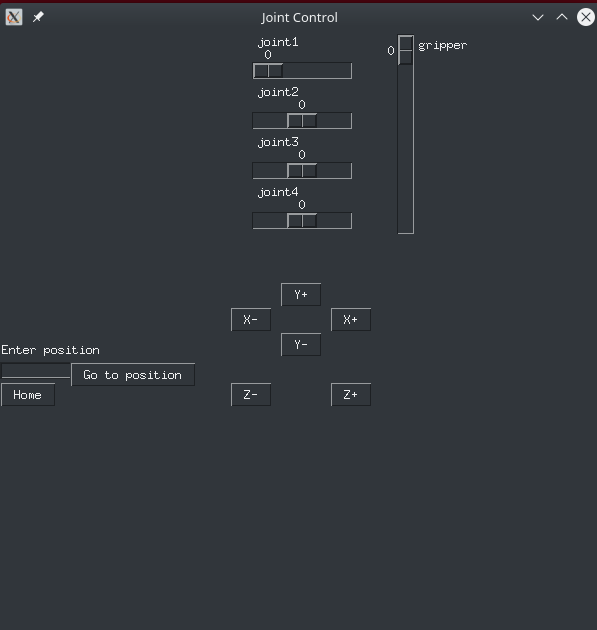 Joint Control
joint1
0
joint2
0
joint3
0
joint4
0
0 gripper
Y+
X- X+
Y-
Enter position
Go to position
Home
Z- Z+